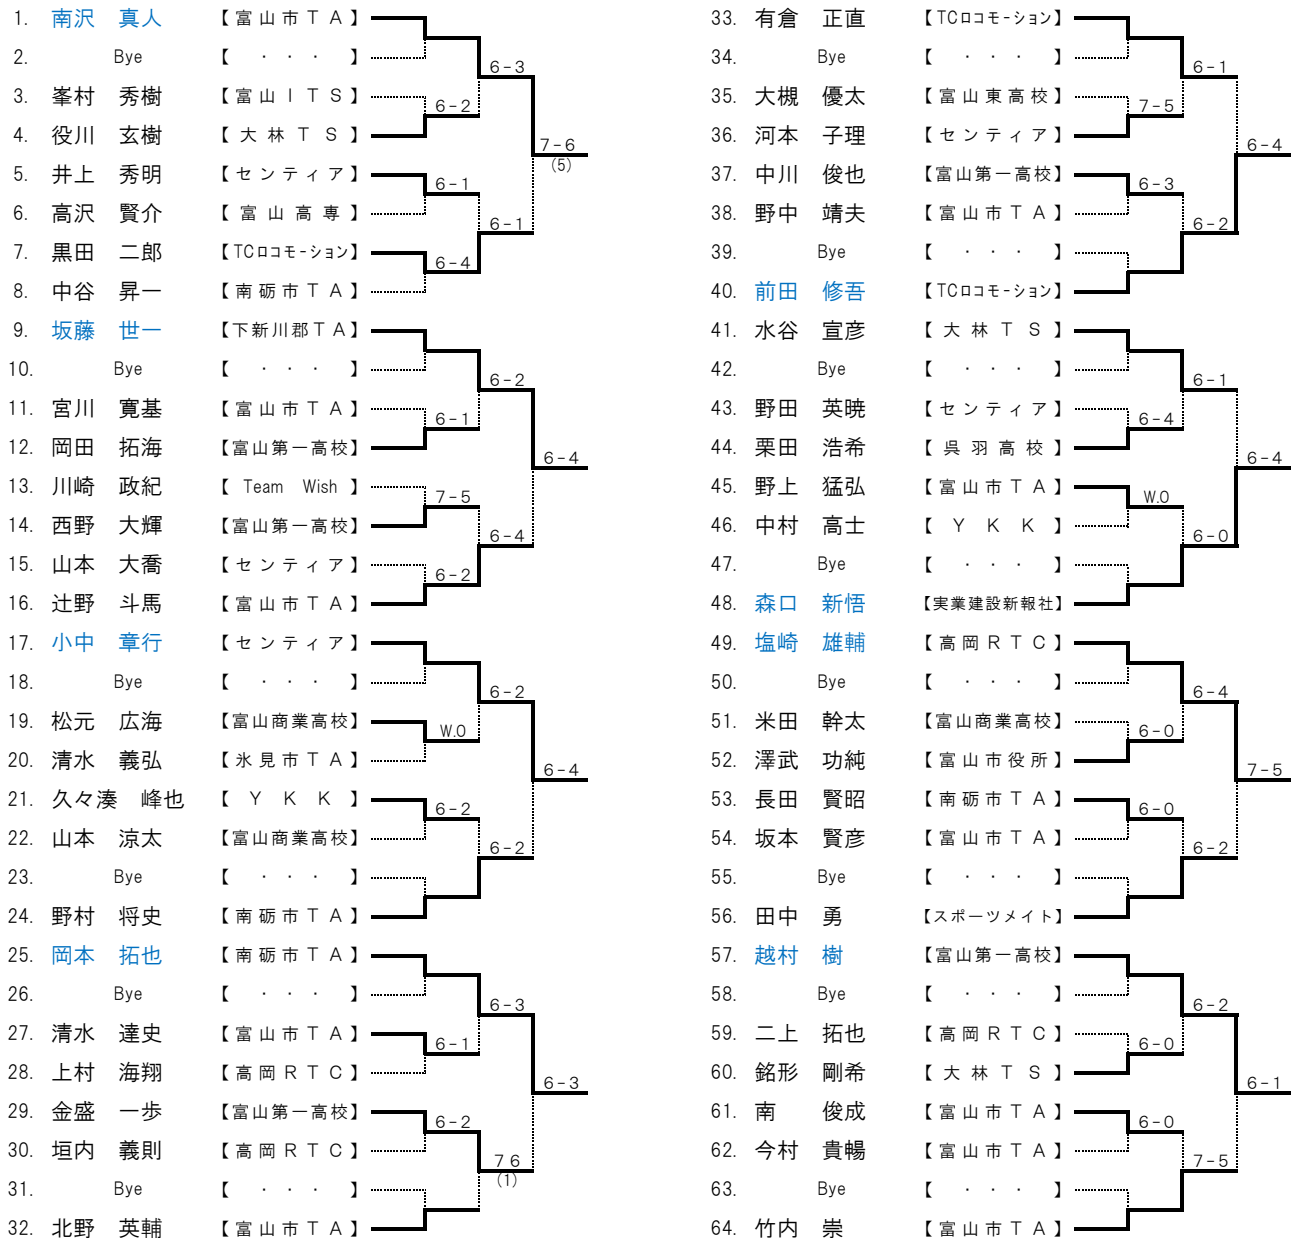 1. 南沢 真人 【富山市TA】
2. Bye 【 ・ ・ ・ 】
6-3
3. 峯村 秀樹 【富山ITS】
6-2
4. 役川 玄樹 【大林TS】
7-6
(5)
5. 井上 秀明 【センティア】
6-1
6. 高沢 賢介 【富山高専】
6-1
7. 黒田 二郎 【TCロコモーション】
6-4
8. 中谷 昇一 【南砺市TA】
9. 坂藤 世一 【下新川郡TA】
10. Bye 【 ・ ・ ・ 】
6-2
11. 宮川 寛基 【富山市TA】
6-1
12. 岡田 拓海 【富山第一高校】
6-4
13. 川崎 政紀 【 Team Wish 】
7-5
14. 西野 大輝 【富山第一高校】
6-4
15. 山本 大喬 【センティア】
6-2
16. 辻野 斗馬 【富山市TA】
17. 小中 章行 【センティア】
18. Bye 【 ・ ・ ・ 】
6-2
19. 松元 広海 【富山商業高校】
W.O
20. 清水 義弘 【氷見市TA】
6-4
21. 久々湊 峰也 【 Y K K 】
6-2
22. 山本 涼太 【富山商業高校】
6-2
23. Bye 【 ・ ・ ・ 】
24. 野村 将史 【南砺市TA】
25. 岡本 拓也 【南砺市TA】
26. Bye 【 ・ ・ ・ 】
6-3
27. 清水 達史 【富山市TA】
6-1
28. 上村 海翔 【高岡RTC】
6-3
29. 金盛 一歩 【富山第一高校】
6-2
30. 垣内 義則 【高岡RTC】
7 6
(1)
31. Bye 【 ・ ・ ・ 】
32. 北野 英輔 【富山市TA】
33. 有倉 正直 【TCロコモーション】
34. Bye 【 ・ ・ ・ 】
6-1
35. 大槻 優太 【富山東高校】
7-5
36. 河本 子理 【センティア】
6-4
37. 中川 俊也 【富山第一高校】
6-3
38. 野中 靖夫 【富山市TA】
6-2
39. Bye 【 ・ ・ ・ 】
40. 前田 修吾 【TCロコモーション】
41. 水谷 宣彦 【大林TS】
42. Bye 【 ・ ・ ・ 】
6-1
43. 野田 英暁 【センティア】
6-4
44. 栗田 浩希 【呉羽高校】
6-4
45. 野上 猛弘 【富山市TA】
W.O
46. 中村 高士 【 Y K K 】
6-0
47. Bye 【 ・ ・ ・ 】
48. 森口 新悟 【実業建設新報社】
49. 塩崎 雄輔 【高岡RTC】
50. Bye 【 ・ ・ ・ 】
6-4
51. 米田 幹太 【富山商業高校】
6-0
52. 澤武 功純 【富山市役所】
7-5
53. 長田 賢昭 【南砺市TA】
6-0
54. 坂本 賢彦 【富山市TA】
6-2
55. Bye 【 ・ ・ ・ 】
56. 田中 勇 【スポーツメイト】
57. 越村 樹 【富山第一高校】
58. Bye 【 ・ ・ ・ 】
6-2
59. 二上 拓也 【高岡RTC】
6-0
60. 銘形 剛希 【大林TS】
6-1
61. 南 俊成 【富山市TA】
6-0
62. 今村 貴暢 【富山市TA】
7-5
63. Bye 【 ・ ・ ・ 】
64. 竹内 崇 【富山市TA】